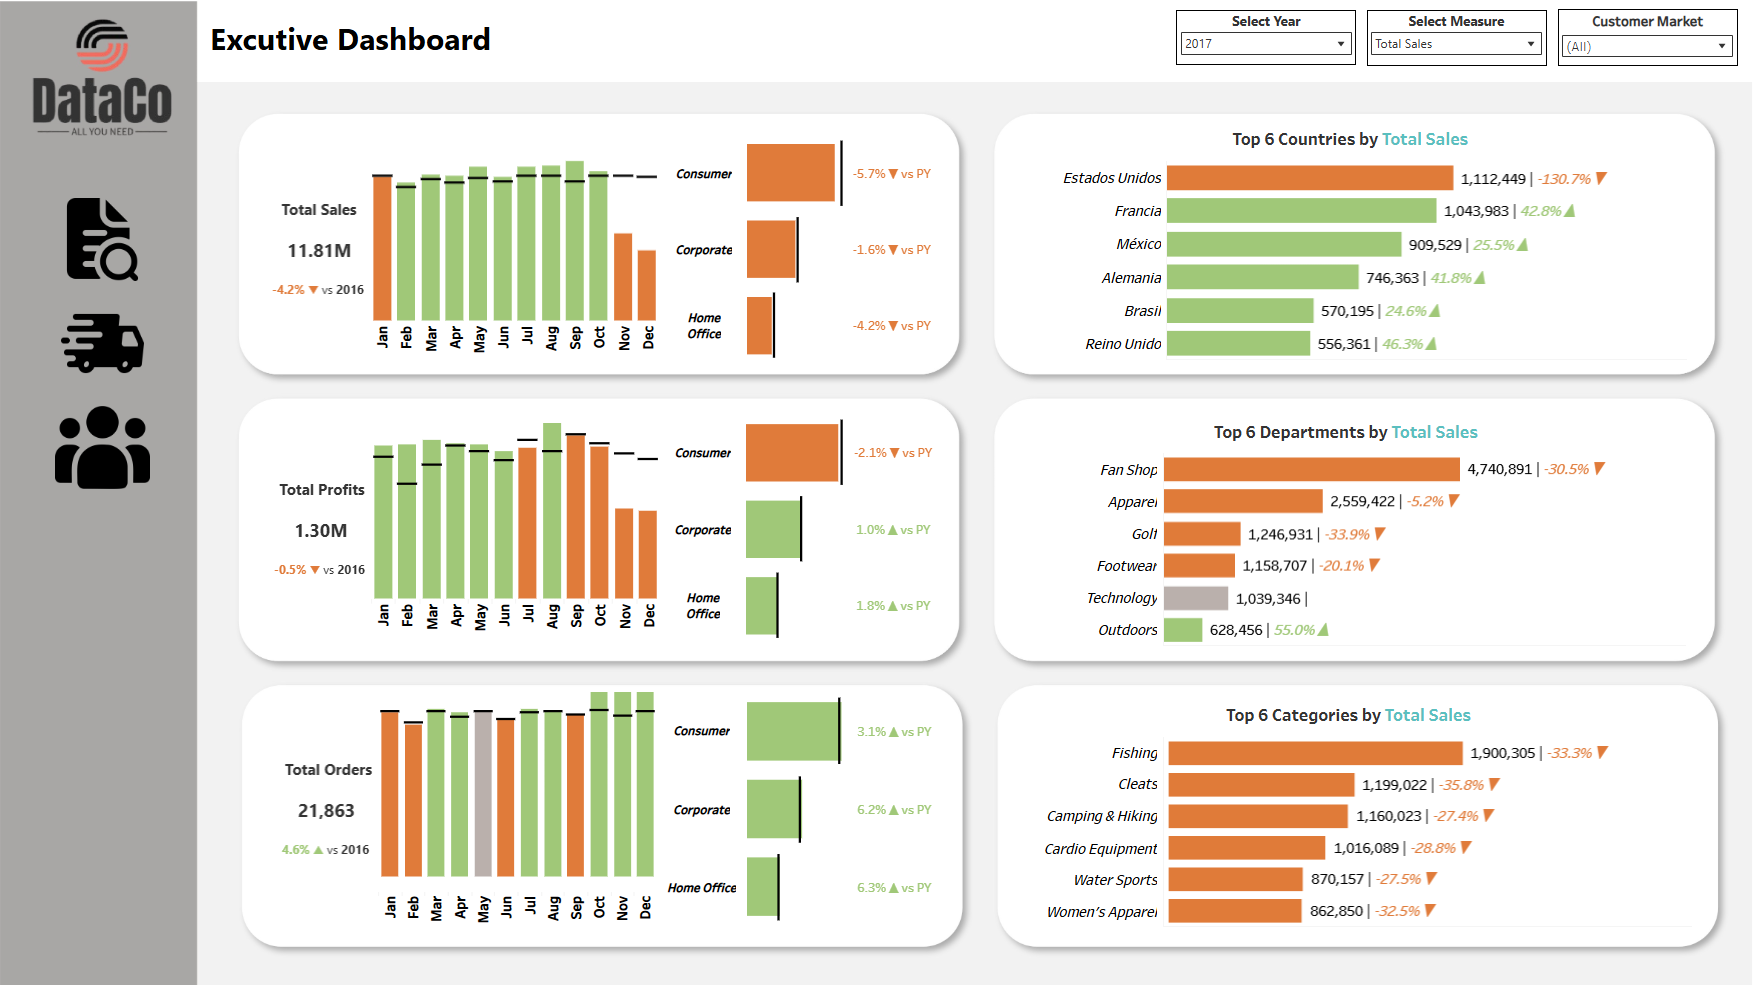 DataCo
ALL YOU NEED
Excutive Dashboard
Select Year
2017
Select Measure
Total Sales
Customer Market
(All)
Total Sales
11.81M
-4.2% ▼ vs 2016
Jan Feb Mar Apr May Jun Jul Aug Sep Oct Nov Dec
Consumer
-5.7% ▼ vs PY
Corporate
-1.6% ▼ vs PY
Home
Office
-4.2% ▼ vs PY
Top 6 Countries by Total Sales
Estados Unidos 1,112,449 | -130.7% ▼
Francia 1,043,983 | 42.8% ▲
México 909,529 | 25.5% ▲
Alemania 746,363 | 41.8% ▲
Brasil 570,195 | 24.6% ▲
Reino Unido 556,361 | 46.3% ▲
Total Profits
1.30M
-0.5% ▼ vs 2016
Jan Feb Mar Apr May Jun Jul Aug Sep Oct Nov Dec
Consumer
-2.1% ▼ vs PY
Corporate
1.0% ▲ vs PY
Home
Office
1.8% ▲ vs PY
Top 6 Departments by Total Sales
Fan Shop 4,740,891 | -30.5% ▼
Apparel 2,559,422 | -5.2% ▼
Golf 1,246,931 | -33.9% ▼
Footwear 1,158,707 | -20.1% ▼
Technology 1,039,346 |
Outdoors 628,456 | 55.0% ▲
Total Orders
21,863
4.6% ▲ vs 2016
Jan Feb Mar Apr May Jun Jul Aug Sep Oct Nov Dec
Consumer
3.1% ▲ vs PY
Corporate
6.2% ▲ vs PY
Home Office
6.3% ▲ vs PY
Top 6 Categories by Total Sales
Fishing 1,900,305 | -33.3% ▼
Cleats 1,199,022 | -35.8% ▼
Camping & Hiking 1,160,023 | -27.4% ▼
Cardio Equipment 1,016,089 | -28.8% ▼
Water Sports 870,157 | -27.5% ▼
Women's Apparel 862,850 | -32.5% ▼